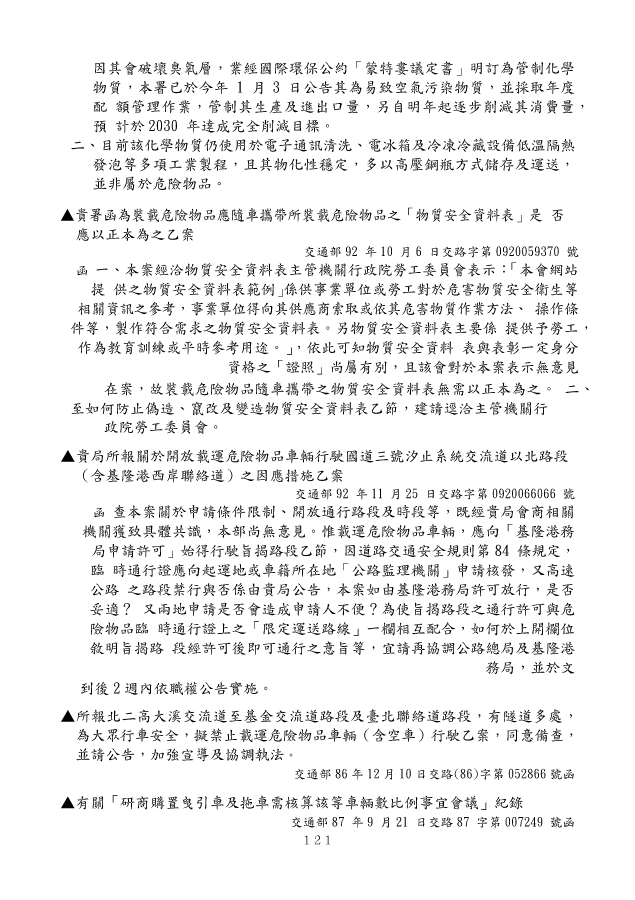 因其會破壞臭氧層，業經國際環保公約「蒙特婁議定書」明訂為管制化學
物質，本署已於今年 1 月 3 日公告其為易致空氣污染物質，並採取年度
配 額管理作業，管制其生產及進出口量，另自明年起逐步削減其消費量，
預 計於 2030 年達成完全削減目標。
二、目前該化學物質仍使用於電子通訊清洗、電冰箱及冷凍冷藏設備低溫隔熱
發泡等多項工業製程，且其物化性穩定，多以高壓鋼瓶方式儲存及運送，
並非屬於危險物品。
▲貴署函為裝載危險物品應隨車攜帶所裝載危險物品之「物質安全資料表」是 否
應以正本為之乙案
交通部 92 年 10 月 6 日交路字第 0920059370 號
函 一、本案經洽物質安全資料表主管機關行政院勞工委員會表示：「本會網站
提 供之物質安全資料表範例」係供事業單位或勞工對於危害物質安全衛生等
相關資訊之參考，事業單位得向其供應商索取或依其危害物質作業方法、 操作條
件等，製作符合需求之物質安全資料表。另物質安全資料表主要係 提供予勞工，
作為教育訓練或平時參考用途。」，依此可知物質安全資料 表與表彰一定身分
資格之「證照」尚屬有別，且該會對於本案表示無意見
在案，故裝載危險物品隨車攜帶之物質安全資料表無需以正本為之。 二、
至如何防止偽造、竄改及變造物質安全資料表乙節，建請逕洽主管機關行
政院勞工委員會。
▲貴局所報關於開放載運危險物品車輛行駛國道三號汐止系統交流道以北路段
（含基隆港西岸聯絡道）之因應措施乙案
交通部 92 年 11 月 25 日交路字第 0920066066 號
函 查本案關於申請條件限制、開放通行路段及時段等，既經貴局會商相關
機關獲致具體共識，本部尚無意見。惟載運危險物品車輛，應向「基隆港務
局申請許可」始得行駛旨揭路段乙節，因道路交通安全規則第 84 條規定，
臨 時通行證應向起運地或車籍所在地「公路監理機關」申請核發，又高速
公路 之路段禁行與否係由貴局公告，本案如由基隆港務局許可放行，是否
妥適？ 又兩地申請是否會造成申請人不便？為使旨揭路段之通行許可與危
險物品臨 時通行證上之「限定運送路線」一欄相互配合，如何於上開欄位
敘明旨揭路 段經許可後即可通行之意旨等，宜請再協調公路總局及基隆港
務局，並於文
到後 2 週內依職權公告實施。
▲所報北二高大溪交流道至基金交流道路段及臺北聯絡道路段，有隧道多處，
為大眾行車安全，擬禁止載運危險物品車輛（含空車）行駛乙案，同意備查，
並請公告，加強宣導及協調執法。
交通部 86 年 12 月 10 日交路(86)字第 052866 號函
▲有關「研商購置曳引車及拖車需核算該等車輛數比例事宜會議」紀錄
交通部 87 年 9 月 21 日交路 87 字第 007249 號函
121